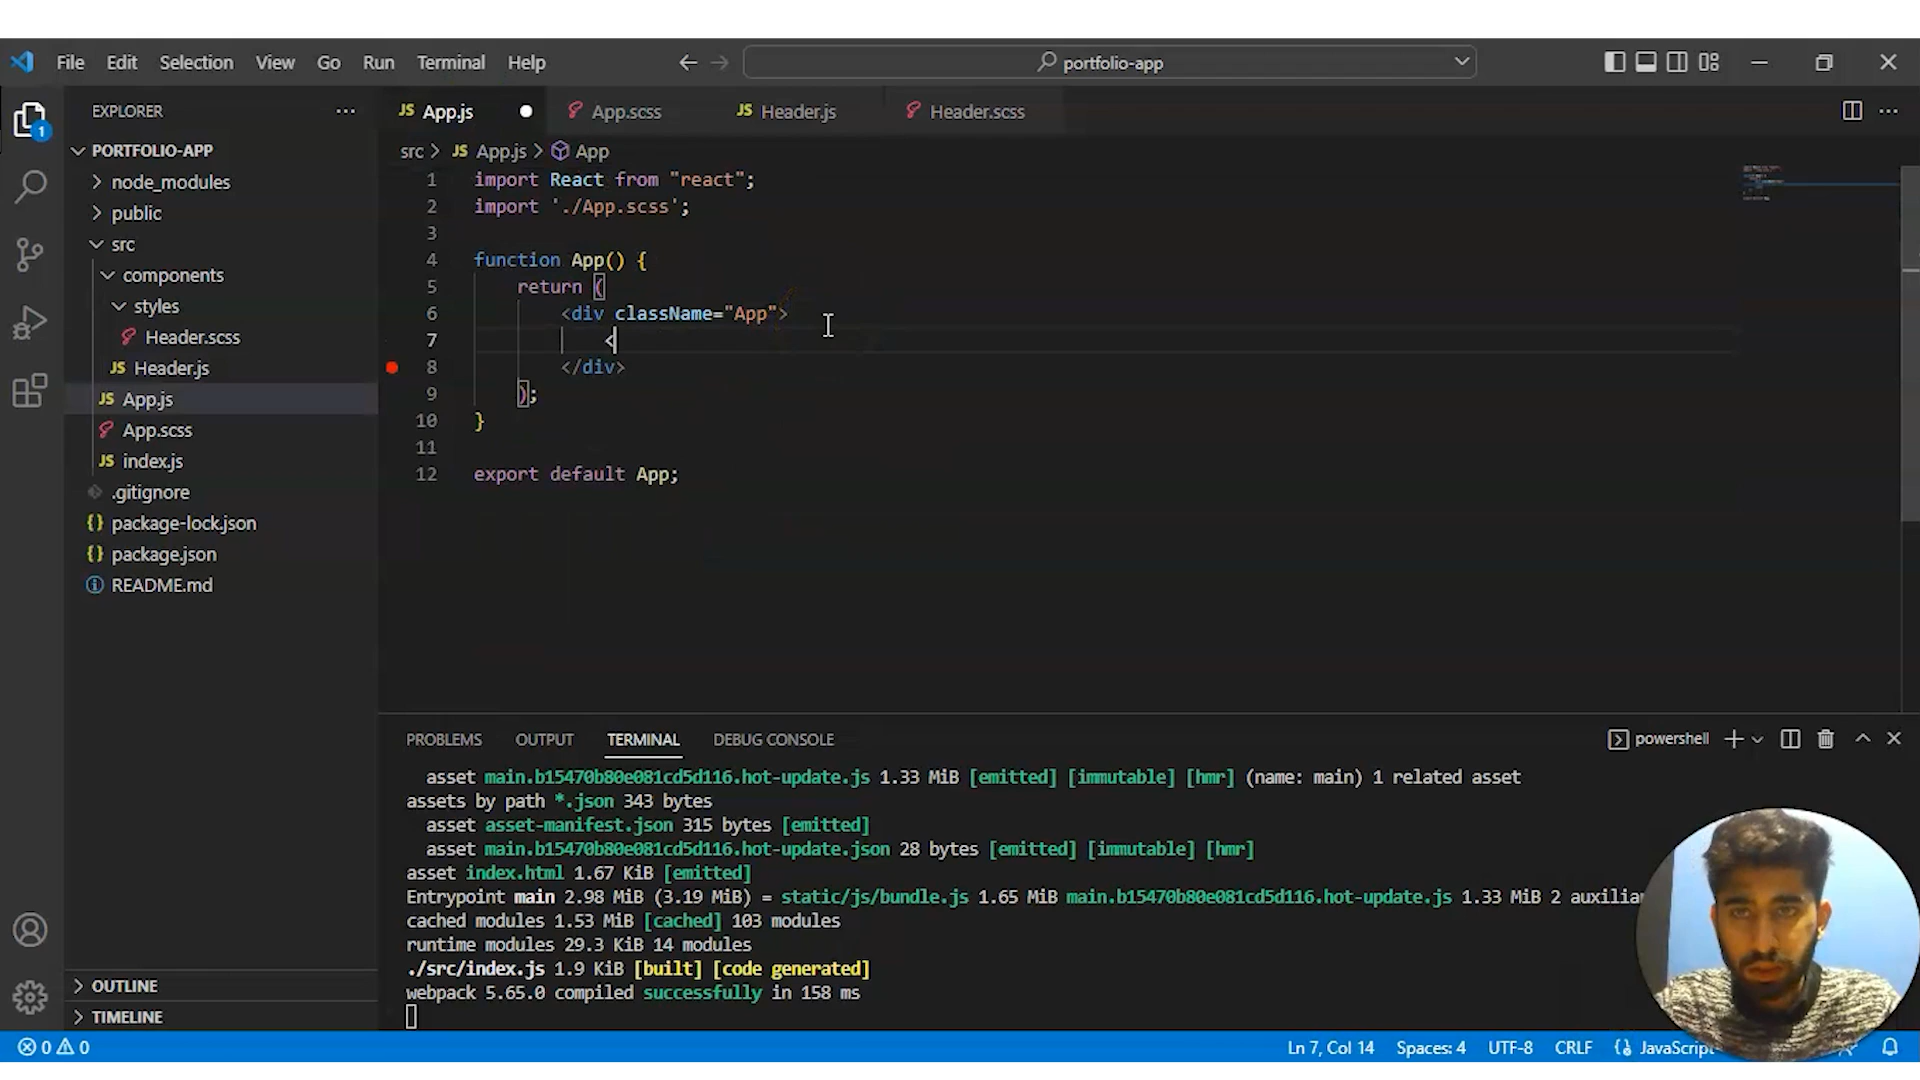 File Edit Selection View Go Run Terminal Help
portfolio-app
EXPLORER
JS App.js
App.scss
JS Header.js
Header.scss
1
PORTFOLIO-APP
node_modules
public
src
components
styles
Header.scss
JS Header.js
JS App.js
App.scss
JS index.js
.gitignore
{} package-lock.json
{} package.json
README.md
OUTLINE
TIMELINE
src > JS App.js > App
1 import React from "react";
2 import './App.scss';
3
4 function App() {
5 return (
6 <div className="App">
7 <
8 </div>
9 );
10 }
11
12 export default App;
PROBLEMS OUTPUT TERMINAL DEBUG CONSOLE
powershell
asset main.b15470b80e081cd5d116.hot-update.js 1.33 MiB [emitted] [immutable] [hmr] (name: main) 1 related asset
assets by path *.json 343 bytes
asset asset-manifest.json 315 bytes [emitted]
asset main.b15470b80e081cd5d116.hot-update.json 28 bytes [emitted] [immutable] [hmr]
asset index.html 1.67 KiB [emitted]
Entrypoint main 2.98 MiB (3.19 MiB) = static/js/bundle.js 1.65 MiB main.b15470b80e081cd5d116.hot-update.js 1.33 MiB 2 auxiliar
cached modules 1.53 MiB [cached] 103 modules
runtime modules 29.3 KiB 14 modules
./src/index.js 1.9 KiB [built] [code generated]
webpack 5.65.0 compiled successfully in 158 ms
0 0
Ln 7, Col 14 Spaces: 4 UTF-8 CRLF JavaScript